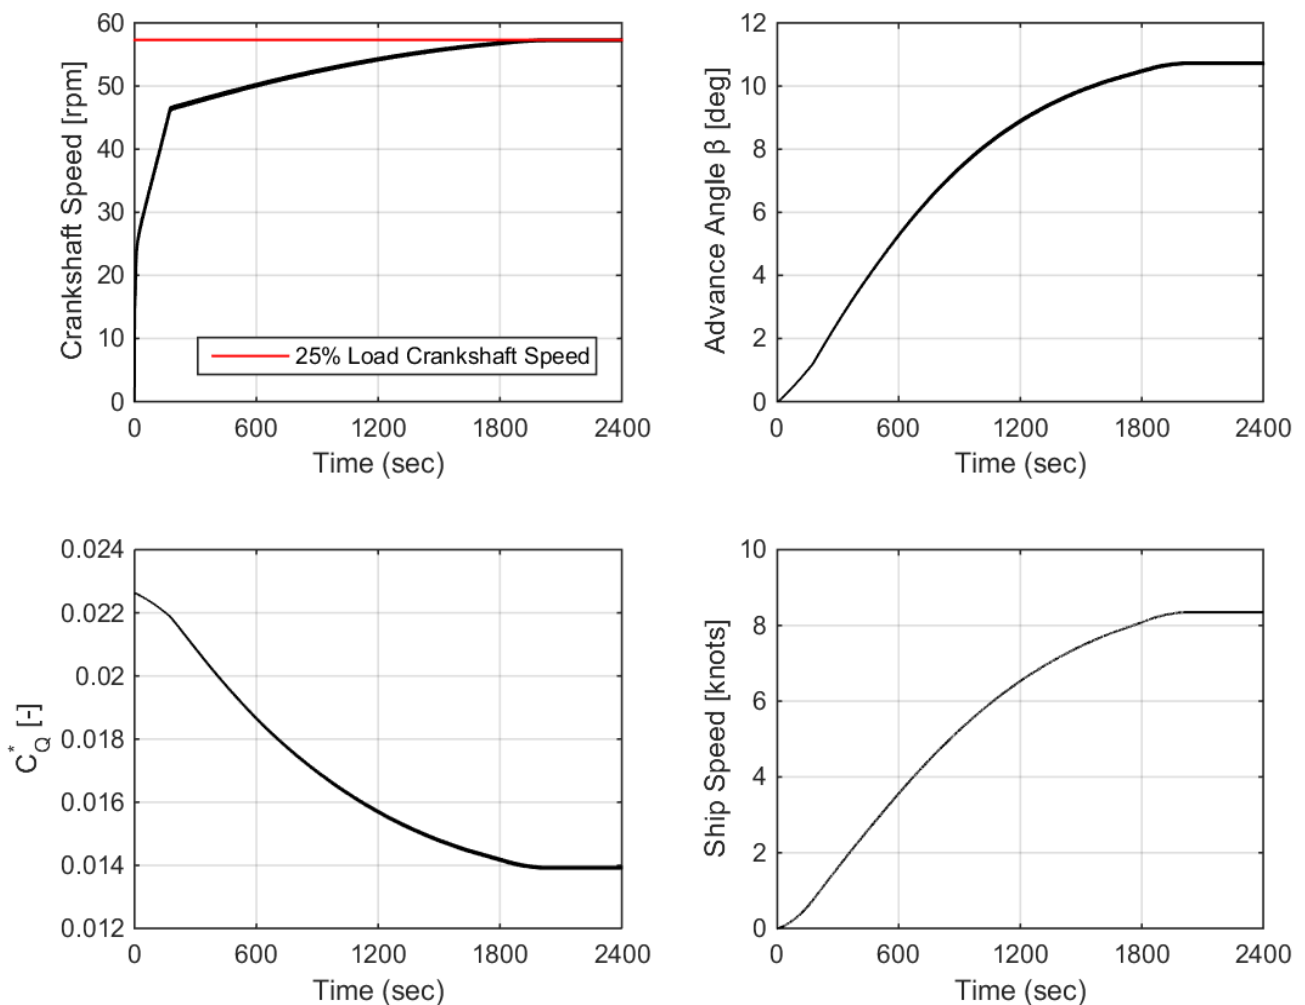 Crankshaft Speed [rpm]
60
50
40
30
20
10
0
25% Load Crankshaft Speed
0 600 1200 1800 2400
Time (sec)
Advance Angle β [deg]
12
10
8
6
4
2
0
0 600 1200 1800 2400
Time (sec)
C*Q [-]
0.024
0.022
0.02
0.018
0.016
0.014
0.012
0 600 1200 1800 2400
Time (sec)
Ship Speed [knots]
10
8
6
4
2
0
0 600 1200 1800 2400
Time (sec)